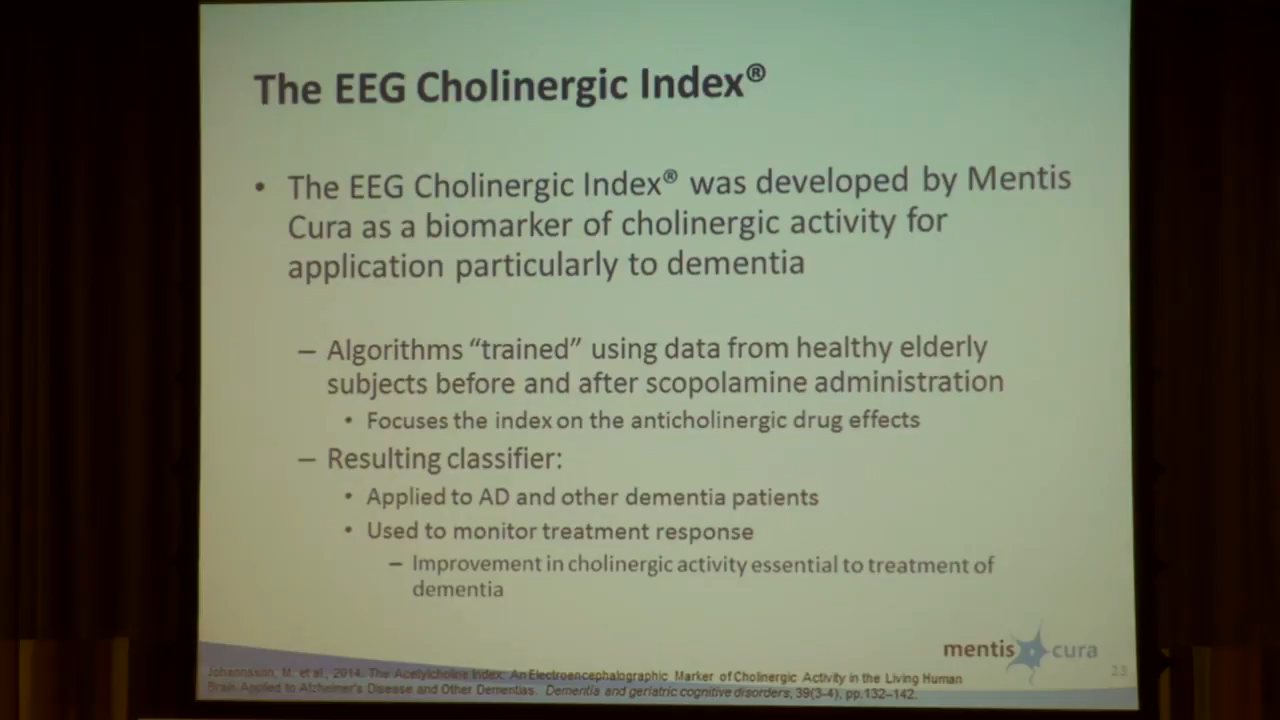 The EEG Cholinergic Index®
• The EEG Cholinergic Index® was developed by Mentis
Cura as a biomarker of cholinergic activity for
application particularly to dementia
– Algorithms “trained” using data from healthy elderly
subjects before and after scopolamine administration
• Focuses the index on the anticholinergic drug effects
– Resulting classifier:
• Applied to AD and other dementia patients
• Used to monitor treatment response
– Improvement in cholinergic activity essential to treatment of
dementia
mentis cura
23
Johannsson, M. et al., 2014. The Acetylcholine Index: An Electroencephalographic Marker of Cholinergic Activity in the Living Human
Brain Applied to Alzheimer's Disease and Other Dementias. Dementia and geriatric cognitive disorders, 39(3-4), pp.132–142.